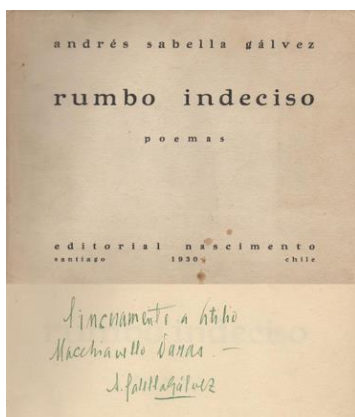 andrés sabella gálvez
rumbo indeciso
poemas
editorial nascimento
santiago 1930 chile
Sinceramente a Atilio
Macchiavello Varas. —
A. Sabella Gálvez